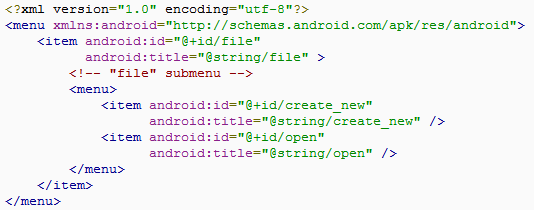 <?xml version="1.0" encoding="utf-8"?>
<menu xmlns:android="http://schemas.android.com/apk/res/android">
    <item android:id="@+id/file"
          android:title="@string/file" >
        <!-- "file" submenu -->
        <menu>
            <item android:id="@+id/create_new"
                  android:title="@string/create_new" />
            <item android:id="@+id/open"
                  android:title="@string/open" />
        </menu>
    </item>
</menu>